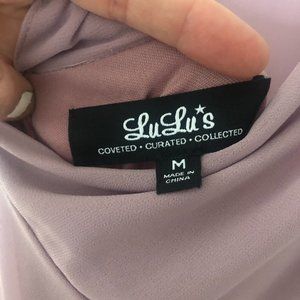 LuLu's
COVETED • CURATED • COLLECTED
M
MADE IN
CHINA